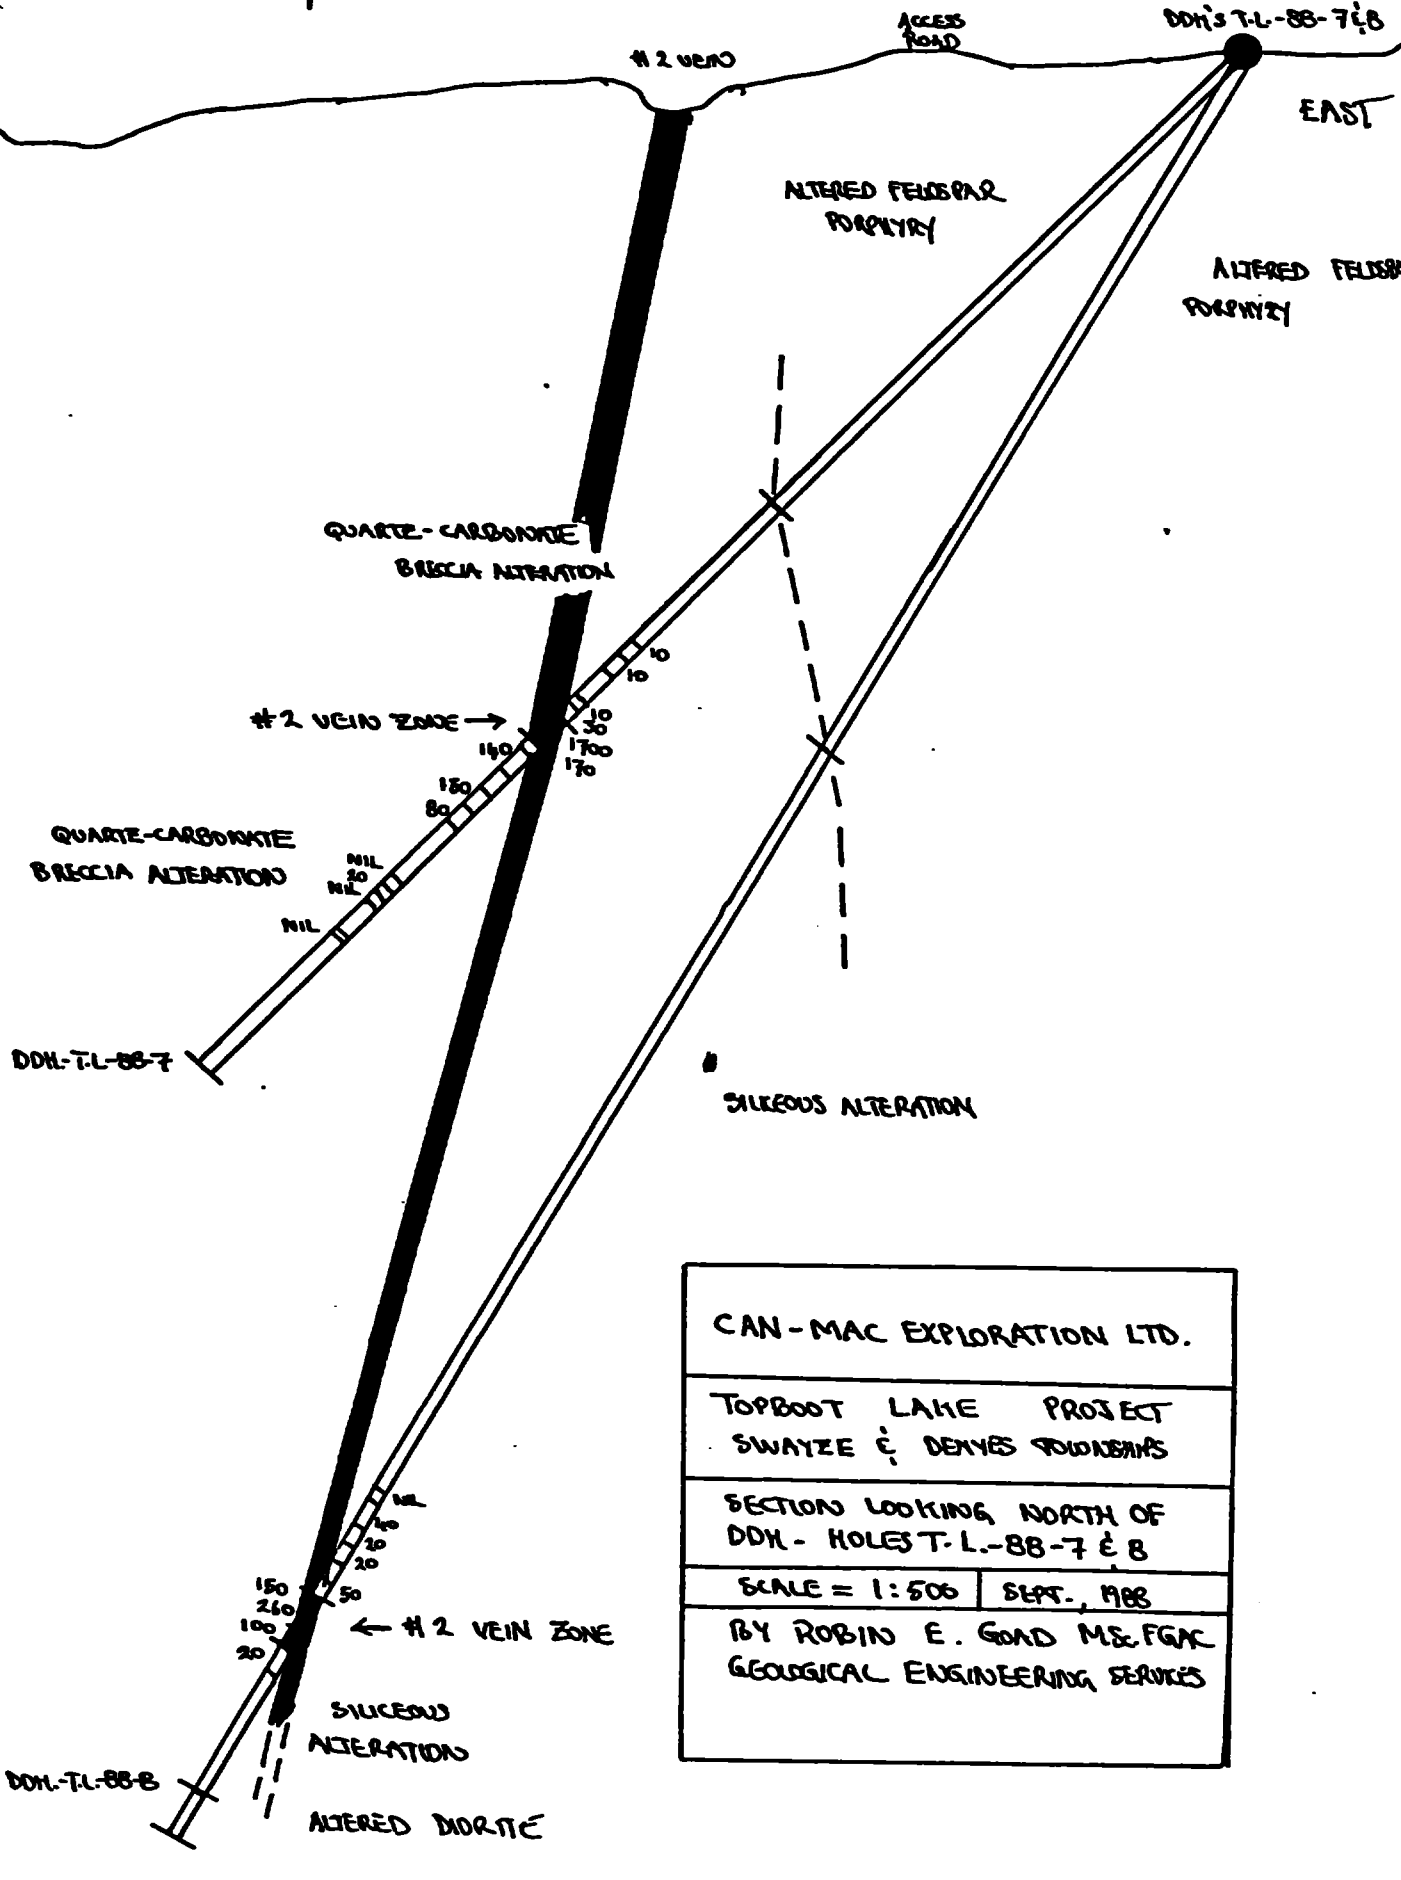 DDH'S T.L.-88-7 & 8
ACCESS
ROAD
# 2 VEIN
EAST
ALTERED FELDSPAR
PORPHYRY
ALTERED FELDSPA
PORPHYRY
QUARTZ-CARBONATE
BRECCIA ALTERATION
10
10
# 2 VEIN ZONE →
10
30
1700
170
140
180
80
QUARTZ-CARBONATE
BRECCIA ALTERATION
NIL
20
NIL
NIL
DDH.-T.L-88-7
SILICEOUS ALTERATION
CAN-MAC EXPLORATION LTD.
TOPBOOT LAKE PROJECT
SWAYZE & DENYES TOWNSHIPS
SECTION LOOKING NORTH OF
DDH - HOLES T.L.-88-7 & 8
SCALE = 1:500
SEPT., 1988
BY ROBIN E. GOAD MSc. FGAC
GEOLOGICAL ENGINEERING SERVICES
NIL
40
20
20
50
150
260
100
20
← # 2 VEIN ZONE
SILICEOUS
ALTERATION
DDH.-T.L.-88-8
ALTERED DIORITE